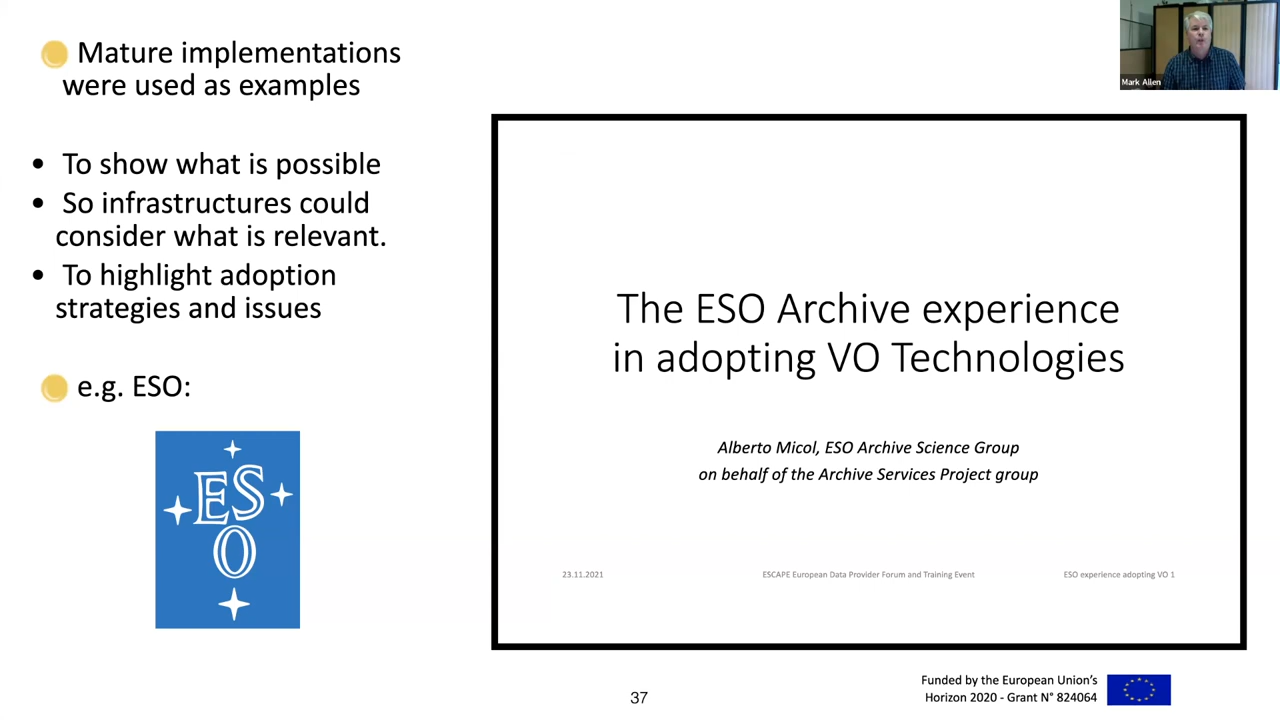 Mature implementations
were used as examples
• To show what is possible
• So infrastructures could
consider what is relevant.
• To highlight adoption
strategies and issues
e.g. ESO:
ES
O
Mark Allen
The ESO Archive experience
in adopting VO Technologies
Alberto Micol, ESO Archive Science Group
on behalf of the Archive Services Project group
23.11.2021
ESCAPE European Data Provider Forum and Training Event
ESO experience adopting VO 1
Funded by the European Union’s
Horizon 2020 - Grant N° 824064
37